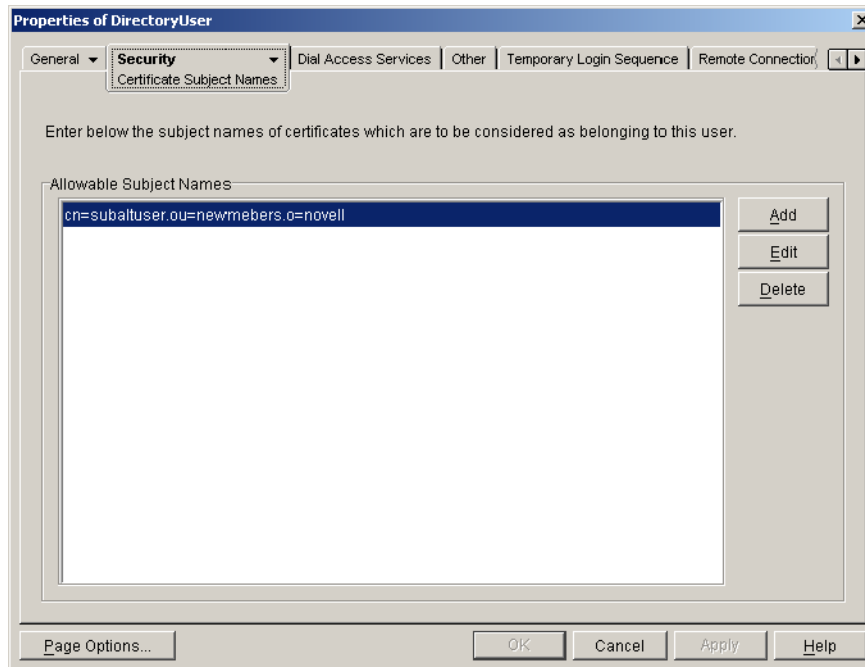 Properties of DirectoryUser
General Security Dial Access Services Other Temporary Login Sequence Remote Connection
Certificate Subject Names
Enter below the subject names of certificates which are to be considered as belonging to this user.
Allowable Subject Names
cn=subaltuser.ou=newmebers.o=novell
Add
Edit
Delete
Page Options... OK Cancel Apply Help